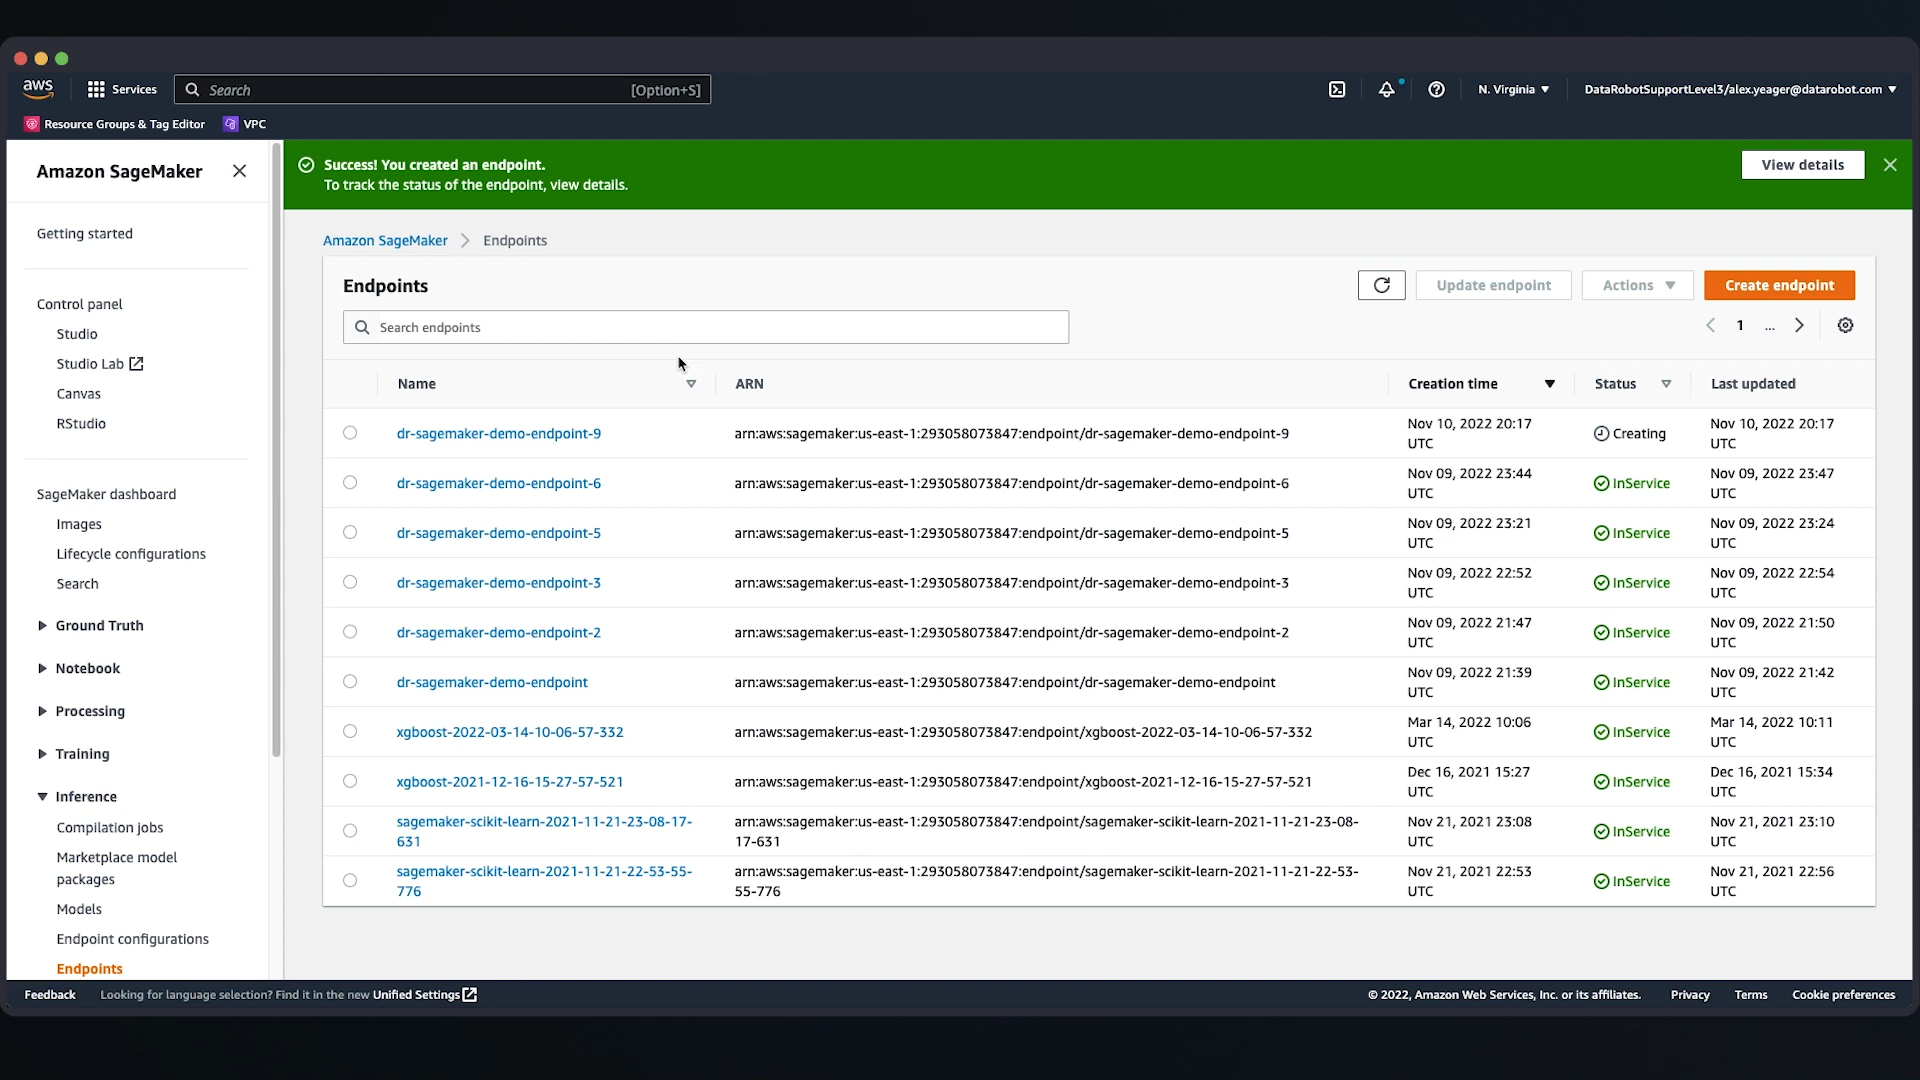 aws
Services
Search
[Option+S]
N. Virginia
DataRobotSupportLevel3/alex.yeager@datarobot.com
Resource Groups & Tag Editor
VPC
Amazon SageMaker
Getting started
Control panel
Studio
Studio Lab
Canvas
RStudio
SageMaker dashboard
Images
Lifecycle configurations
Search
Ground Truth
Notebook
Processing
Training
Inference
Compilation jobs
Marketplace model
packages
Models
Endpoint configurations
Endpoints
Success! You created an endpoint.
To track the status of the endpoint, view details.
View details
Amazon SageMaker
Endpoints
Endpoints
Update endpoint
Actions
Create endpoint
Search endpoints
1
...
Name
ARN
Creation time
Status
Last updated
dr-sagemaker-demo-endpoint-9
arn:aws:sagemaker:us-east-1:293058073847:endpoint/dr-sagemaker-demo-endpoint-9
Nov 10, 2022 20:17
UTC
Creating
Nov 10, 2022 20:17
UTC
dr-sagemaker-demo-endpoint-6
arn:aws:sagemaker:us-east-1:293058073847:endpoint/dr-sagemaker-demo-endpoint-6
Nov 09, 2022 23:44
UTC
InService
Nov 09, 2022 23:47
UTC
dr-sagemaker-demo-endpoint-5
arn:aws:sagemaker:us-east-1:293058073847:endpoint/dr-sagemaker-demo-endpoint-5
Nov 09, 2022 23:21
UTC
InService
Nov 09, 2022 23:24
UTC
dr-sagemaker-demo-endpoint-3
arn:aws:sagemaker:us-east-1:293058073847:endpoint/dr-sagemaker-demo-endpoint-3
Nov 09, 2022 22:52
UTC
InService
Nov 09, 2022 22:54
UTC
dr-sagemaker-demo-endpoint-2
arn:aws:sagemaker:us-east-1:293058073847:endpoint/dr-sagemaker-demo-endpoint-2
Nov 09, 2022 21:47
UTC
InService
Nov 09, 2022 21:50
UTC
dr-sagemaker-demo-endpoint
arn:aws:sagemaker:us-east-1:293058073847:endpoint/dr-sagemaker-demo-endpoint
Nov 09, 2022 21:39
UTC
InService
Nov 09, 2022 21:42
UTC
xgboost-2022-03-14-10-06-57-332
arn:aws:sagemaker:us-east-1:293058073847:endpoint/xgboost-2022-03-14-10-06-57-332
Mar 14, 2022 10:06
UTC
InService
Mar 14, 2022 10:11
UTC
xgboost-2021-12-16-15-27-57-521
arn:aws:sagemaker:us-east-1:293058073847:endpoint/xgboost-2021-12-16-15-27-57-521
Dec 16, 2021 15:27
UTC
InService
Dec 16, 2021 15:34
UTC
sagemaker-scikit-learn-2021-11-21-23-08-17-
631
arn:aws:sagemaker:us-east-1:293058073847:endpoint/sagemaker-scikit-learn-2021-11-21-23-08-
17-631
Nov 21, 2021 23:08
UTC
InService
Nov 21, 2021 23:10
UTC
sagemaker-scikit-learn-2021-11-21-22-53-55-
776
arn:aws:sagemaker:us-east-1:293058073847:endpoint/sagemaker-scikit-learn-2021-11-21-22-53-
55-776
Nov 21, 2021 22:53
UTC
InService
Nov 21, 2021 22:56
UTC
Feedback
Looking for language selection? Find it in the new Unified Settings
© 2022, Amazon Web Services, Inc. or its affiliates.
Privacy
Terms
Cookie preferences